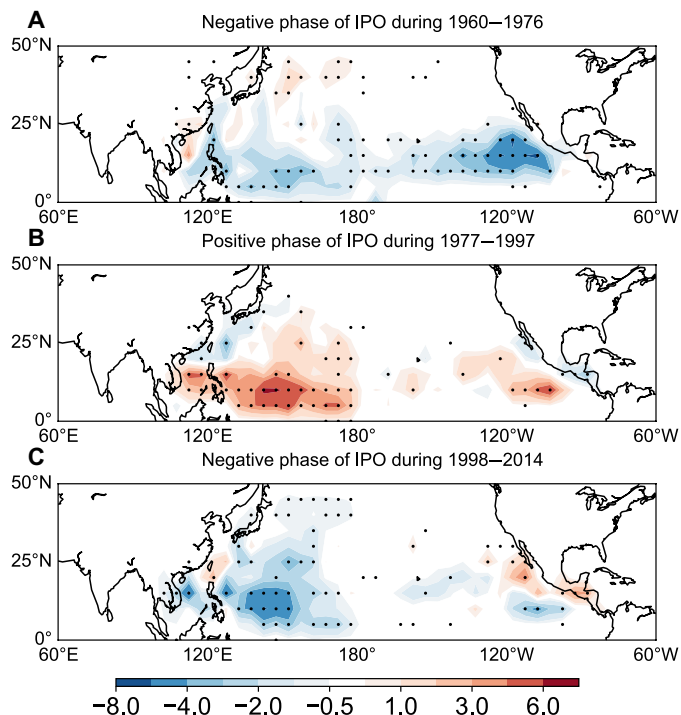 A
Negative phase of IPO during 1960–1976
50°N
25°N
0°
60°E 120°E 180° 120°W 60°W
B
Positive phase of IPO during 1977–1997
50°N
25°N
0°
60°E 120°E 180° 120°W 60°W
C
Negative phase of IPO during 1998–2014
50°N
25°N
0°
60°E 120°E 180° 120°W 60°W
−8.0 −4.0 −2.0 −0.5 1.0 3.0 6.0